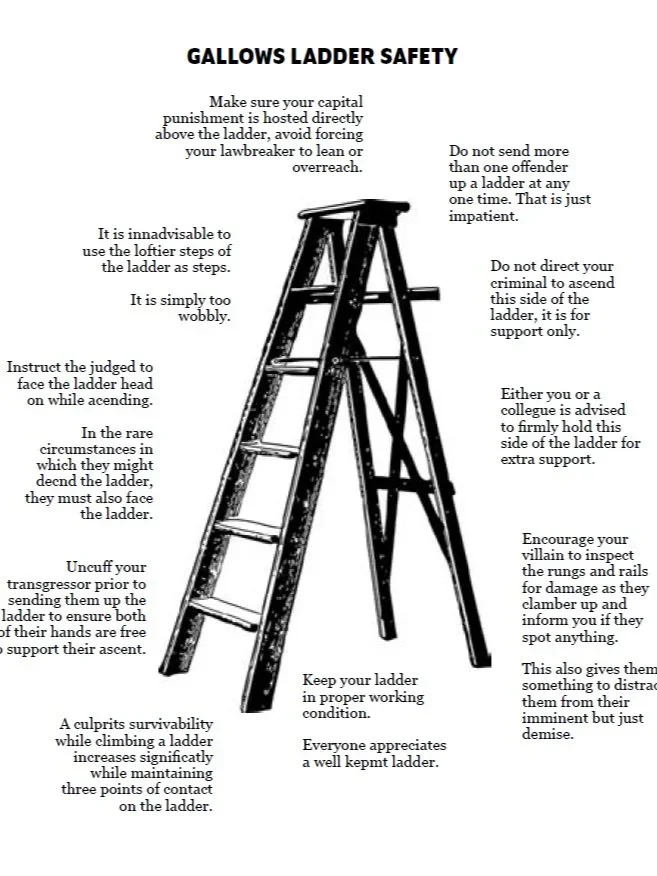 GALLOWS LADDER SAFETY
Make sure your capital
punishment is hosted directly
above the ladder, avoid forcing
your lawbreaker to lean or
overreach.
Do not send more
than one offender
up a ladder at any
one time. That is just
impatient.
It is innadvisable to
use the loftier steps of
the ladder as steps.
It is simply too
wobbly.
Do not direct your
criminal to ascend
this side of the
ladder, it is for
support only.
Instruct the judged to
face the ladder head
on while acending.
In the rare
circumstances in
which they might
decnd the ladder,
they must also face
the ladder.
Either you or a
collegue is advised
to firmly hold this
side of the ladder for
extra support.
Uncuff your
transgressor prior to
sending them up the
ladder to ensure both
of their hands are free
o support their ascent.
Encourage your
villain to inspect
the rungs and rails
for damage as they
clamber up and
inform you if they
spot anything.
This also gives them
something to distrac
them from their
imminent but just
demise.
Keep your ladder
in proper working
condition.
Everyone appreciates
a well kepmt ladder.
A culprits survivability
while climbing a ladder
increases significatly
while maintaining
three points of contact
on the ladder.